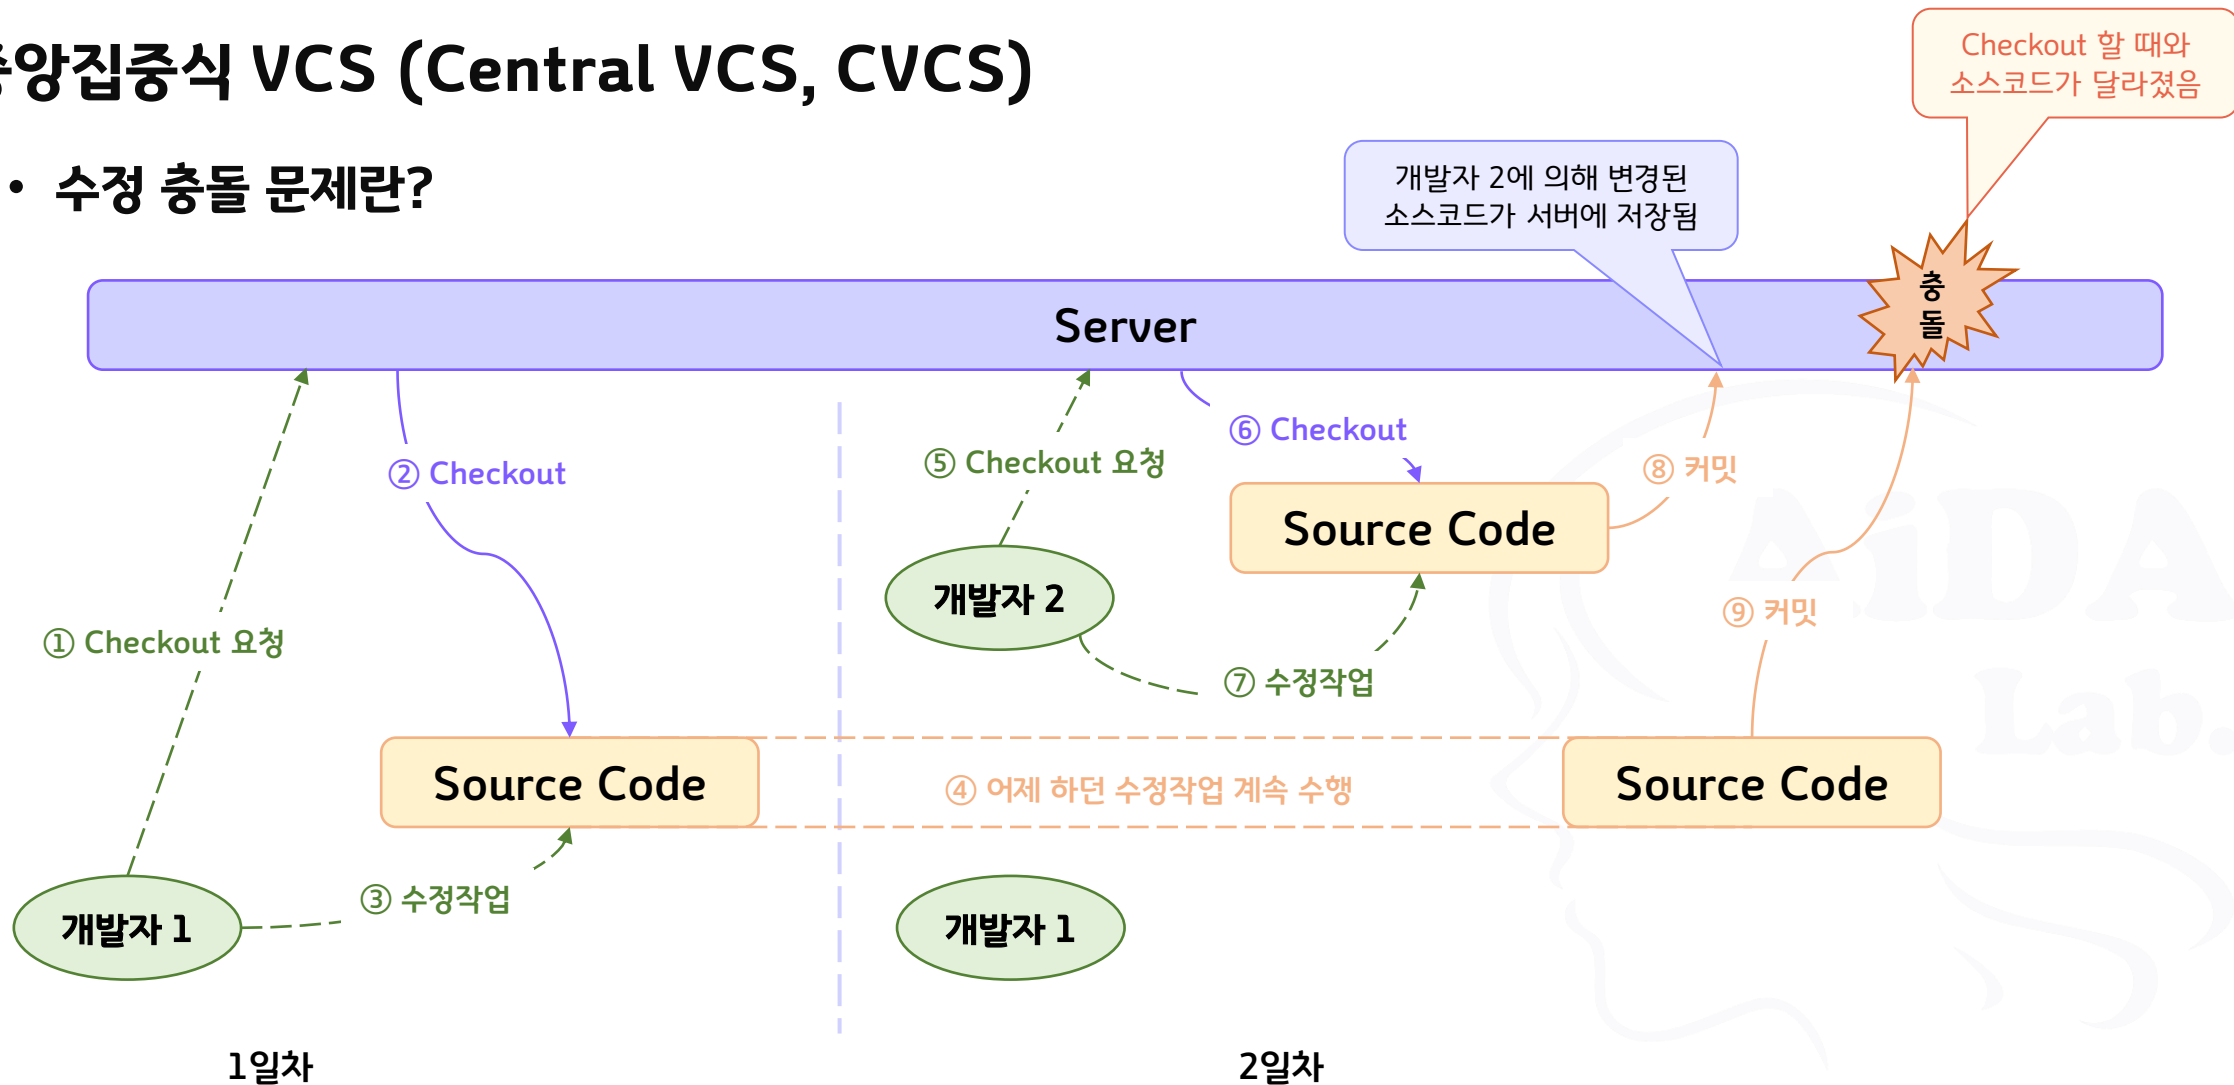 중앙집중식 VCS (Central VCS, CVCS)
• 수정 충돌 문제란?
Checkout 할 때와
소스코드가 달라졌음
개발자 2에 의해 변경된
소스코드가 서버에 저장됨
충
돌
Server
② Checkout
⑤ Checkout 요청
⑥ Checkout
⑧ 커밋
Source Code
개발자 2
① Checkout 요청
⑨ 커밋
⑦ 수정작업
Source Code
④ 어제 하던 수정작업 계속 수행
Source Code
③ 수정작업
개발자 1
개발자 1
1일차
2일차
AiDA
Lab.